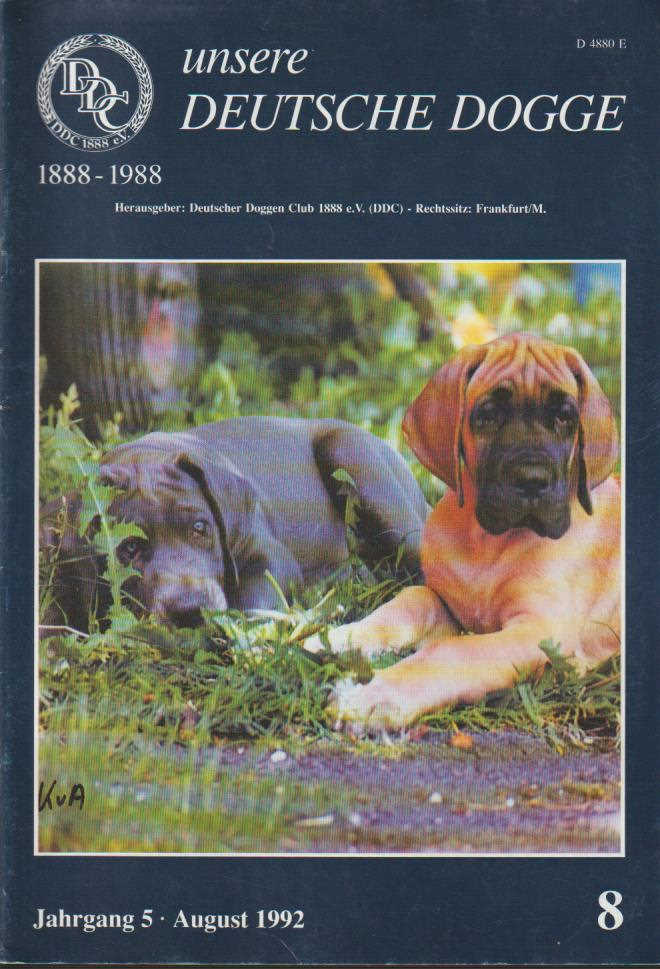 D 4880 E
DDC
DDC 1888 e.V.
unsere
DEUTSCHE DOGGE
1888 - 1988
Herausgeber: Deutscher Doggen Club 1888 e.V. (DDC) - Rechtssitz: Frankfurt/M.
KvA
Jahrgang 5 · August 1992
8